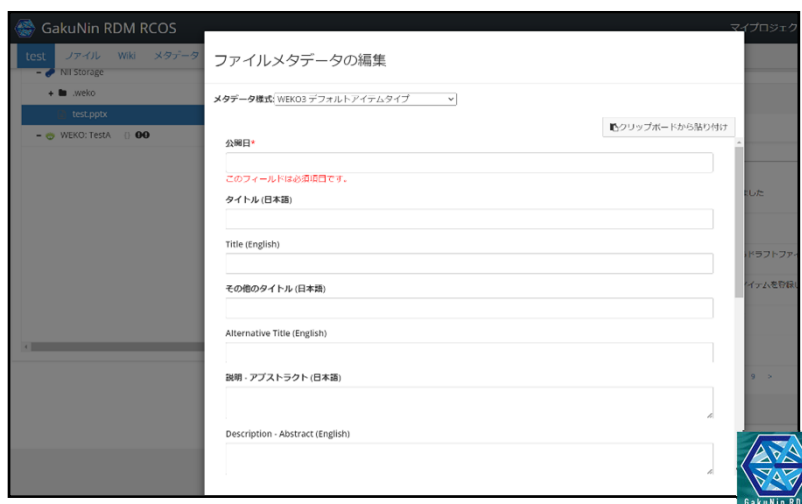 GakuNin RDM RCOS
マイプロジェク
test ファイル Wiki メタデータ
NII Storage
.weko
test.pptx
WEKO: TestA
ファイルメタデータの編集
メタデータ様式: WEKO3 デフォルトアイテムタイプ
クリップボードから貼り付け
公開日*
このフィールドは必須項目です。
タイトル (日本語)
Title (English)
その他のタイトル (日本語)
Alternative Title (English)
説明 - アブストラクト (日本語)
Description - Abstract (English)
ました
ドラフトファ
イテムを登録
9 >
GakuNin RD